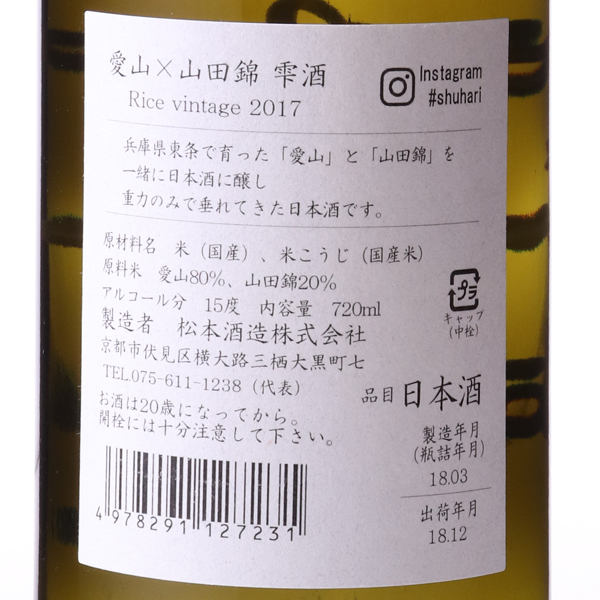 愛山×山田錦 雫酒
Rice vintage 2017
Instagram
#shuhari
兵庫県東条で育った「愛山」と「山田錦」を
一緒に日本酒に醸し
重力のみで垂れてきた日本酒です。
原材料名 米（国産）、米こうじ（国産米）
原料米 愛山80%、山田錦20%
アルコール分 15度 内容量 720ml
製造者 松本酒造株式会社
京都市伏見区横大路三栖大黒町七
TEL.075-611-1238（代表）
お酒は20歳になってから。
開栓には十分注意して下さい。
プラ
キャップ
（中栓）
品目 日本酒
製造年月
（瓶詰年月）
18.03
出荷年月
18.12
4 978291 127231